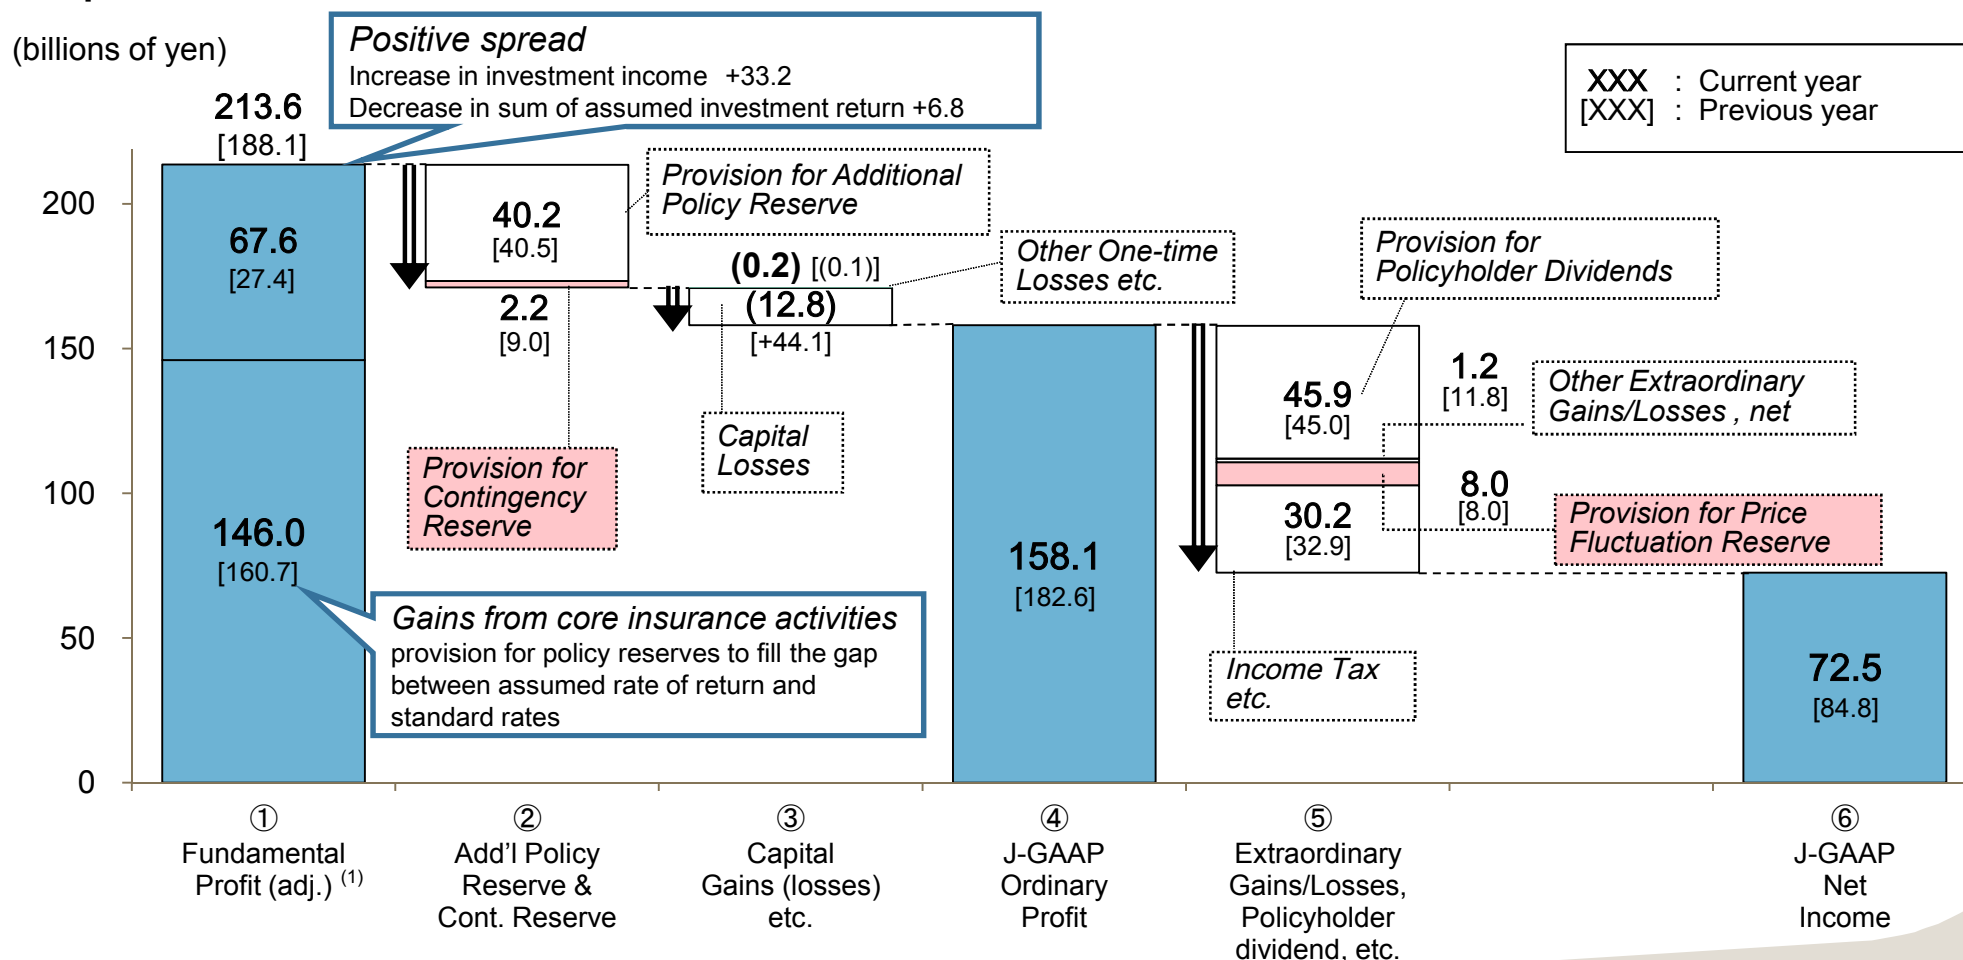 (billions of yen)
Positive spread
Increase in investment income +33.2
Decrease in sum of assumed investment return +6.8
XXX : Current year
[XXX] : Previous year
213.6
[188.1]
200
150
100
50
0
67.6
[27.4]
146.0
[160.7]
Gains from core insurance activities
provision for policy reserves to fill the gap
between assumed rate of return and
standard rates
40.2
[40.5]
2.2
[9.0]
Provision for Additional
Policy Reserve
Provision for
Contingency
Reserve
(0.2) [(0.1)]
(12.8)
[+44.1]
Other One-time
Losses etc.
Capital
Losses
158.1
[182.6]
Provision for
Policyholder Dividends
45.9
[45.0]
1.2
[11.8]
Other Extraordinary
Gains/Losses , net
8.0
[8.0]
Provision for Price
Fluctuation Reserve
30.2
[32.9]
Income Tax
etc.
72.5
[84.8]
①
Fundamental
Profit (adj.) (1)
②
Add’l Policy
Reserve &
Cont. Reserve
③
Capital
Gains (losses)
etc.
④
J-GAAP
Ordinary
Profit
⑤
Extraordinary
Gains/Losses,
Policyholder
dividend, etc.
⑥
J-GAAP
Net
Income